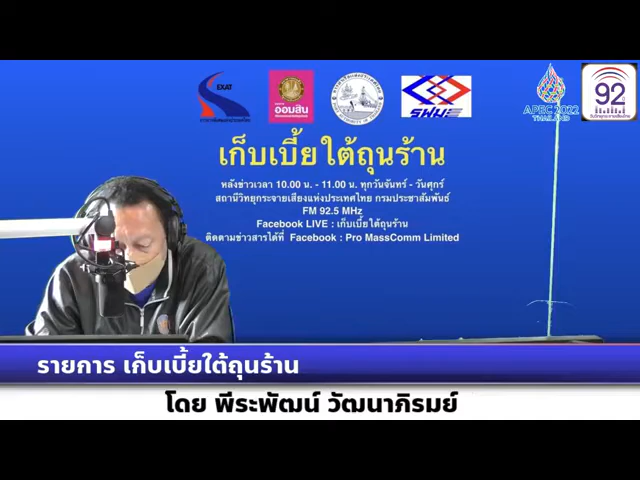 EXAT
ออมสิน
รฟม.
APEC 2022
THAILAND
92
เก็บเบี้ยใต้ถุนร้าน
หลังข่าวเวลา 10.00 น. - 11.00 น. ทุกวันจันทร์ - วันศุกร์
สถานีวิทยุกระจายเสียงแห่งประเทศไทย กรมประชาสัมพันธ์
FM 92.5 MHz
Facebook LIVE : เก็บเบี้ยใต้ถุนร้าน
ติดตามข่าวสารได้ที่ Facebook : Pro MassComm Limited
รายการ เก็บเบี้ยใต้ถุนร้าน
โดย พีระพัฒน์ วัฒนาภิรมย์